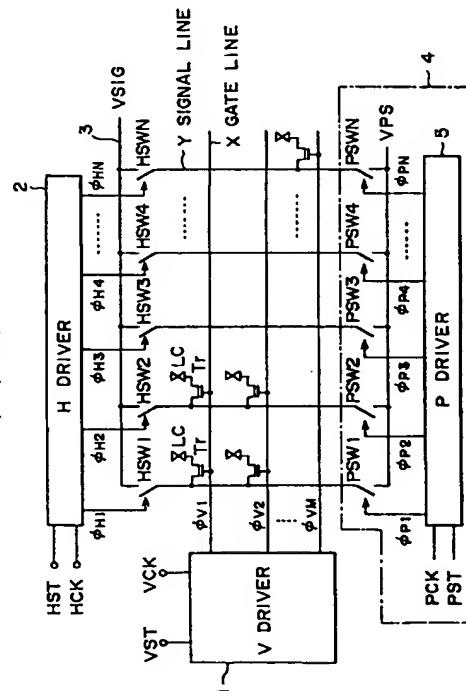 2
H DRIVER
HST
HCK
φH1
φH2
φH3
φH4
φHN
3
VSIG
HSW1
HSW2
HSW3
HSW4
HSWN
Y SIGNAL LINE
X GATE LINE
LC
Tr
LC
Tr
VST
VCK
V DRIVER
φV1
φV2
φVM
PSW1
PSW2
PSW3
PSW4
PSWN
VPS
4
φP1
φP2
φP3
φP4
φPN
5
P DRIVER
PCK
PST